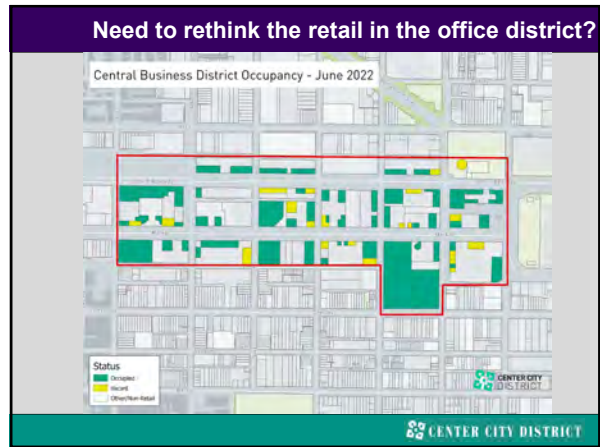 Need to rethink the retail in the office district?
Central Business District Occupancy - June 2022
Status
Occupied
Vacant
Other/Non-Retail
CENTER CITY
DISTRICT
CENTER CITY DISTRICT